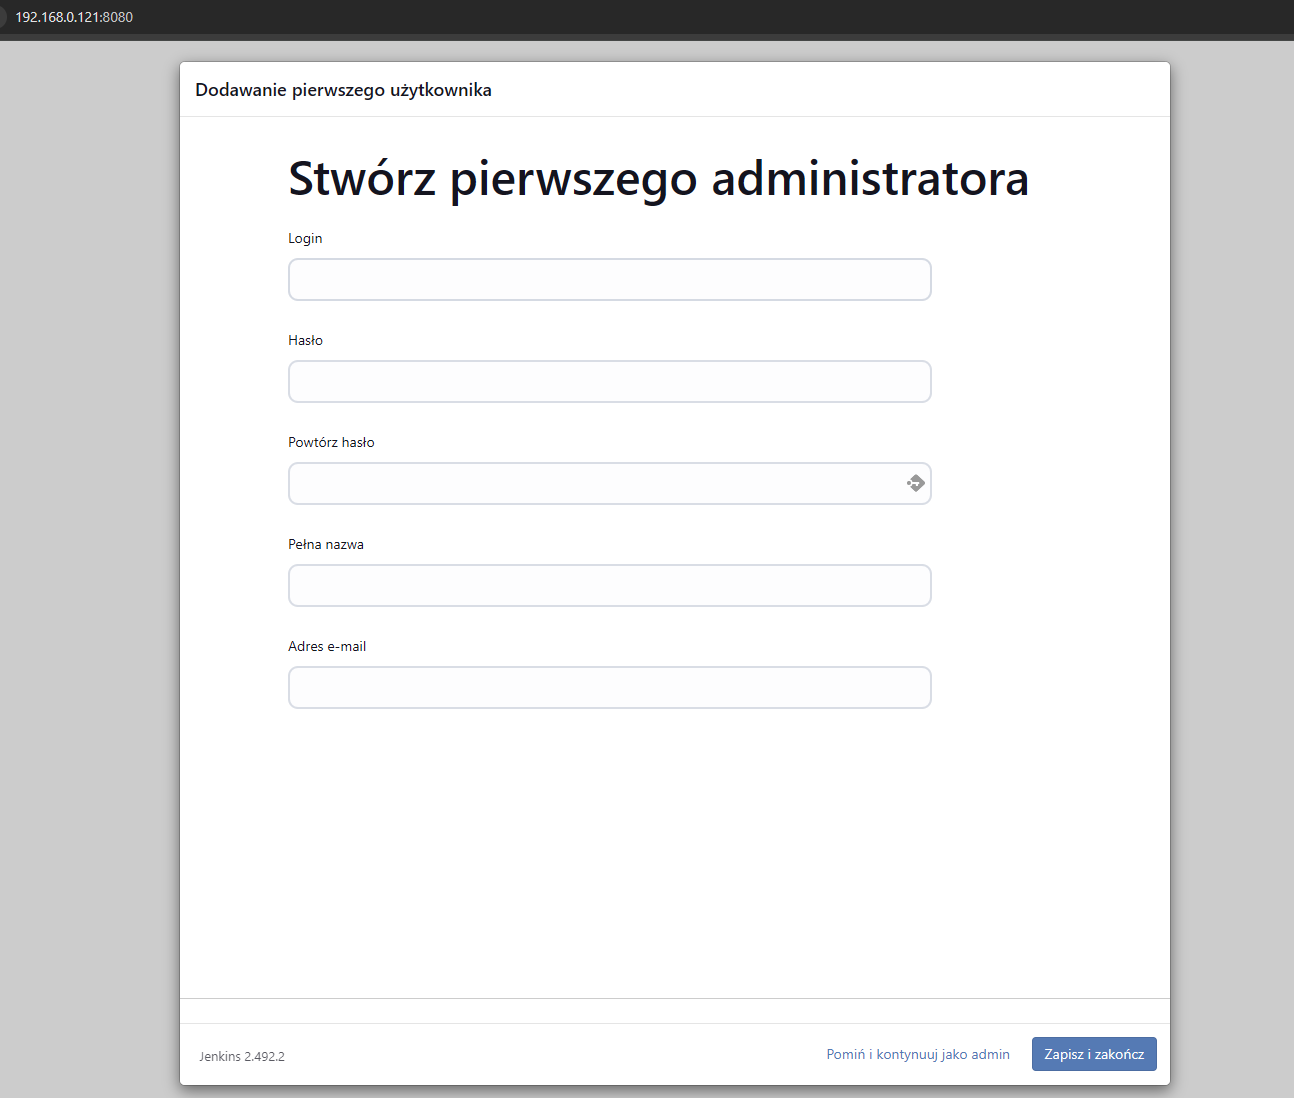 192.168.0.121:8080
Dodawanie pierwszego użytkownika
Stwórz pierwszego administratora
Login
Hasło
Powtórz hasło
Pełna nazwa
Adres e-mail
Jenkins 2.492.2
Pomiń i kontynuuj jako admin
Zapisz i zakończ